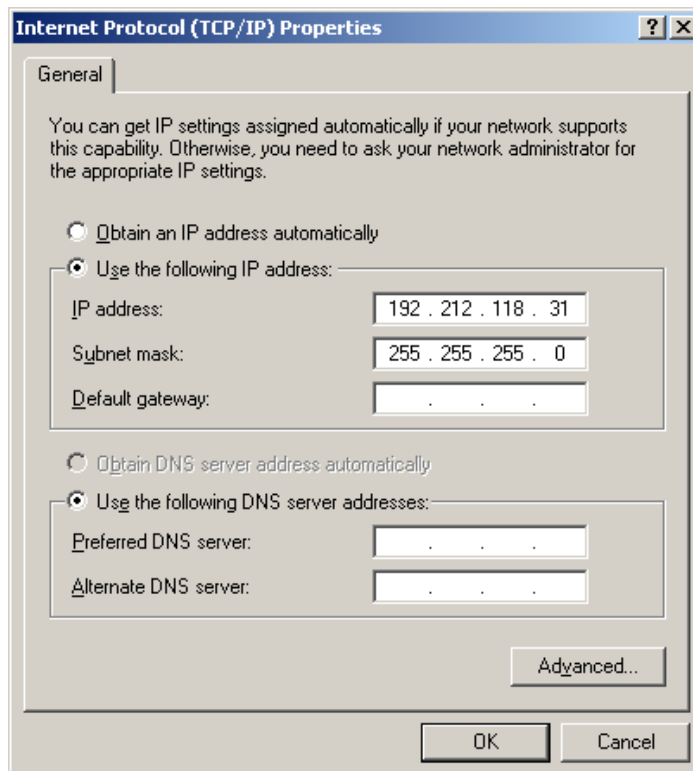 Internet Protocol (TCP/IP) Properties
General
You can get IP settings assigned automatically if your network supports
this capability. Otherwise, you need to ask your network administrator for
the appropriate IP settings.
Obtain an IP address automatically
Use the following IP address:
IP address: 192 . 212 . 118 . 31
Subnet mask: 255 . 255 . 255 . 0
Default gateway: . . .
Obtain DNS server address automatically
Use the following DNS server addresses:
Preferred DNS server: . . .
Alternate DNS server: . . .
Advanced...
OK Cancel